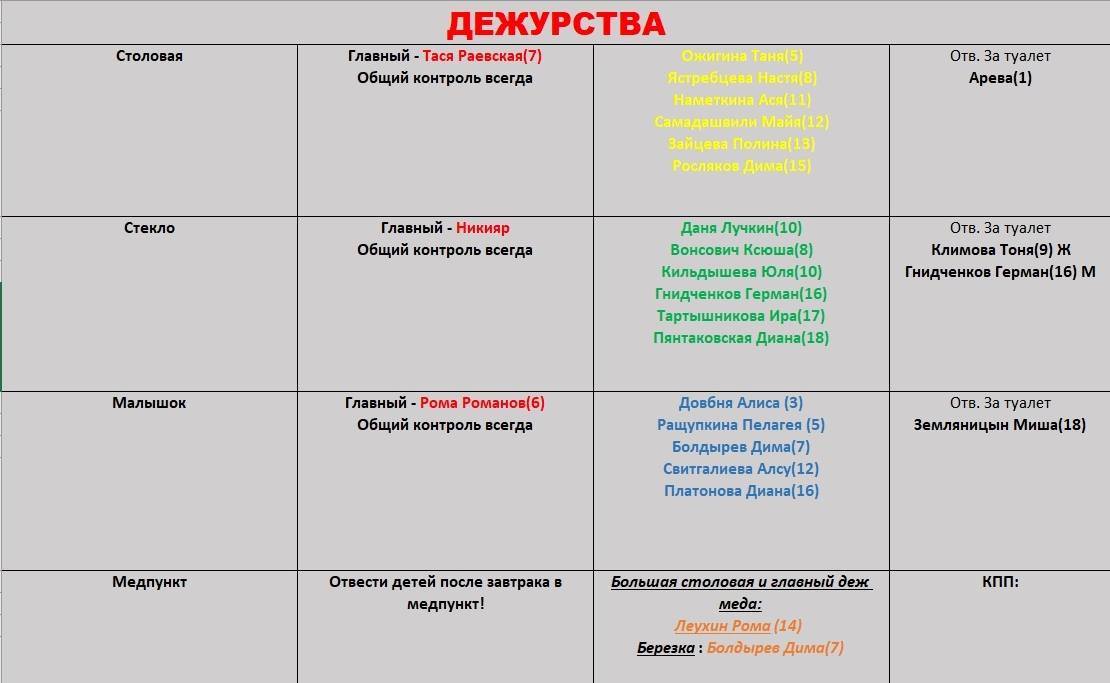 ДЕЖУРСТВА
Столовая
Главный - Тася Раевская(7)
Общий контроль всегда
Ожигина Таня(5)
Ястребцева Настя(8)
Наметкина Ася(11)
Самадашвили Майя(12)
Зайцева Полина(13)
Росляков Дима(15)
Отв. За туалет
Арева(1)
Стекло
Главный - Никияр
Общий контроль всегда
Даня Лучкин(10)
Вонсович Ксюша(8)
Кильдышева Юля(10)
Гнидченков Герман(16)
Тартышникова Ира(17)
Пянтаковская Диана(18)
Отв. За туалет
Климова Тоня(9) Ж
Гнидченков Герман(16) М
Малышок
Главный - Рома Романов(6)
Общий контроль всегда
Довбня Алиса (3)
Ращупкина Пелагея (5)
Болдырев Дима(7)
Свитгалиева Алсу(12)
Платонова Диана(16)
Отв. За туалет
Земляницын Миша(18)
Медпункт
Отвести детей после завтрака в
медпункт!
Большая столовая и главный деж
меда:
Леухин Рома (14)
Березка : Болдырев Дима(7)
КПП: